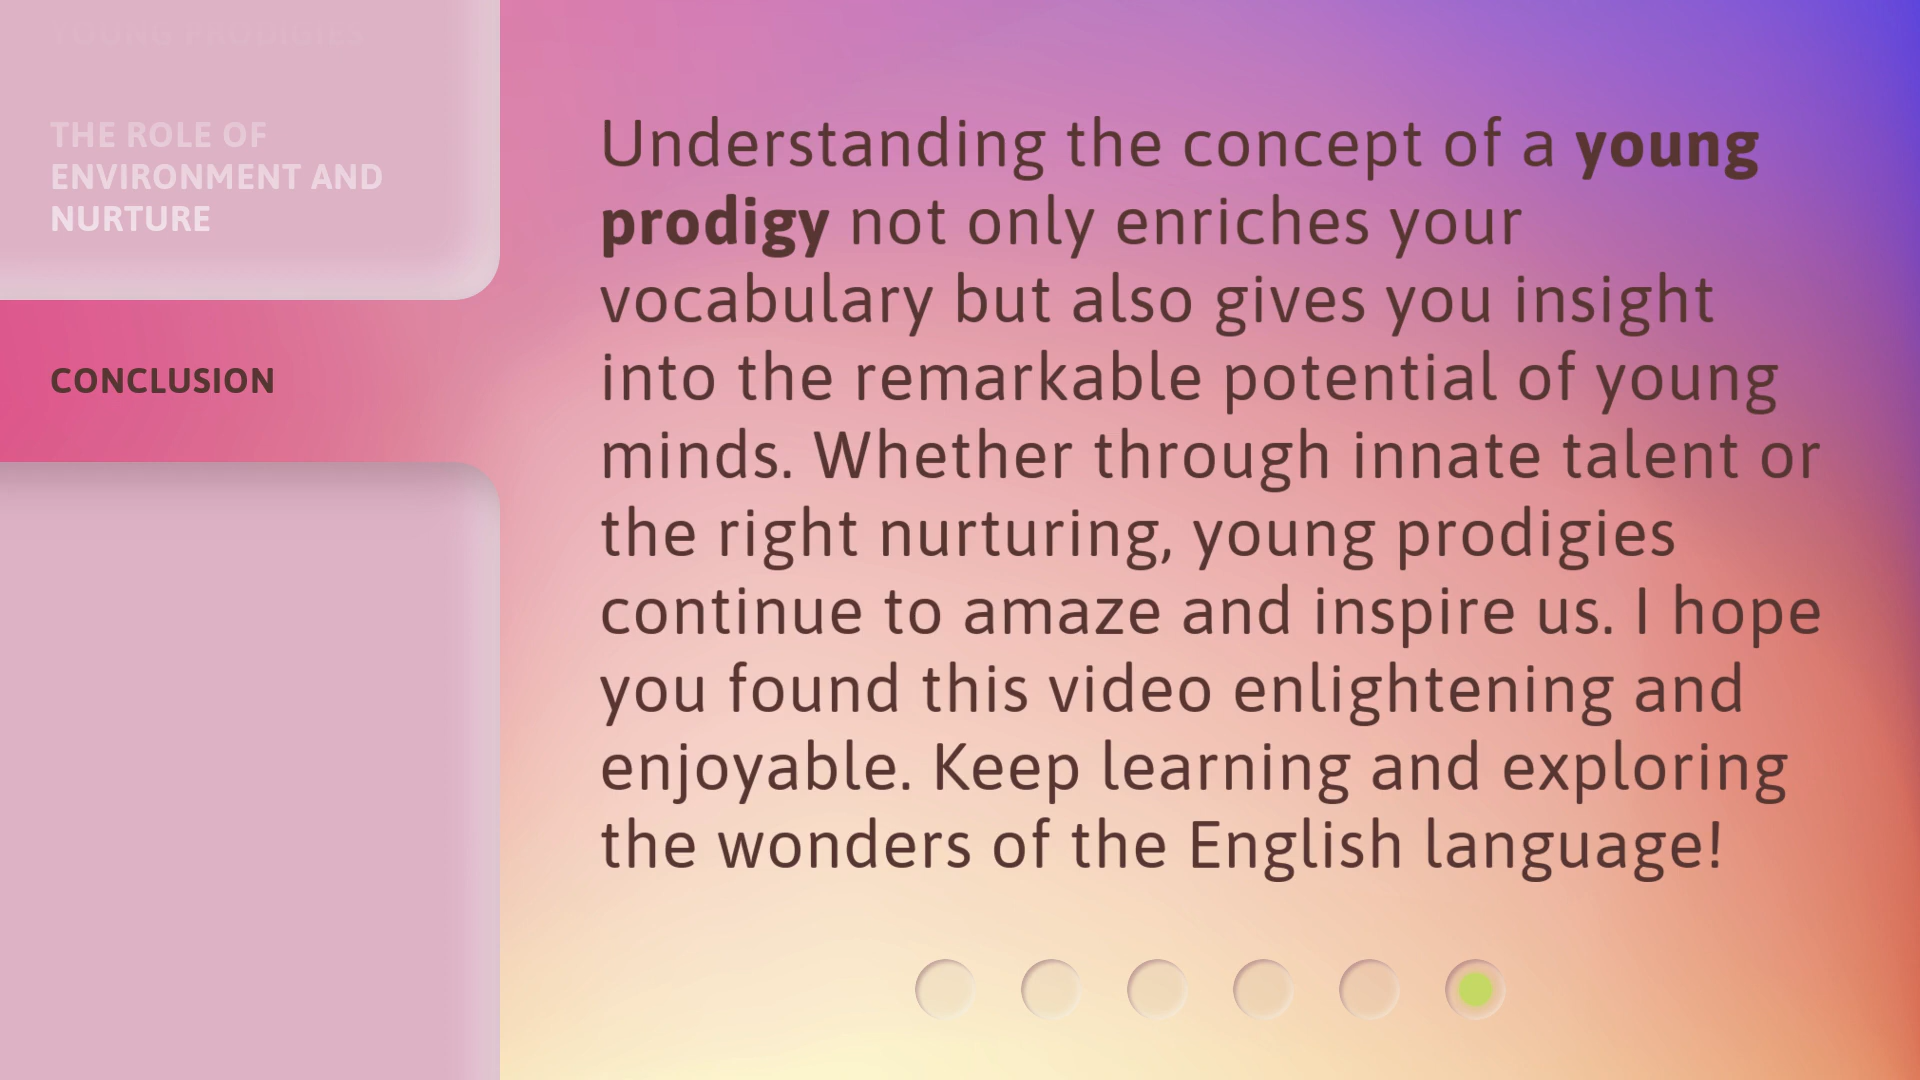 YOUNG PRODIGIES
THE ROLE OF
ENVIRONMENT AND
NURTURE
CONCLUSION
Understanding the concept of a young
prodigy not only enriches your
vocabulary but also gives you insight
into the remarkable potential of young
minds. Whether through innate talent or
the right nurturing, young prodigies
continue to amaze and inspire us. I hope
you found this video enlightening and
enjoyable. Keep learning and exploring
the wonders of the English language!